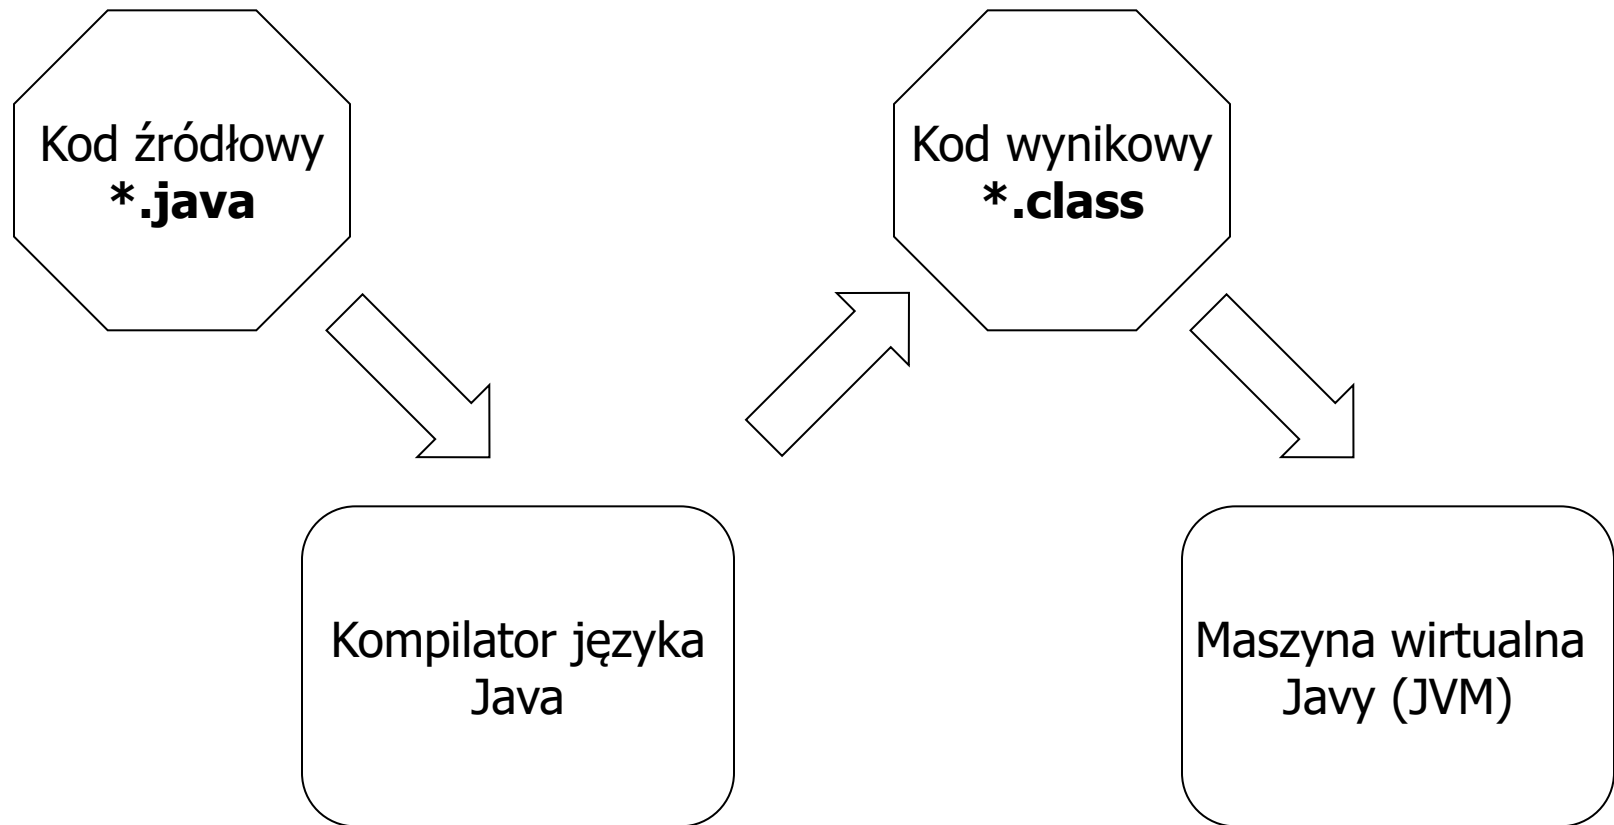 Kod źródłowy
*.java
Kod wynikowy
*.class
Kompilator języka
Java
Maszyna wirtualna
Javy (JVM)